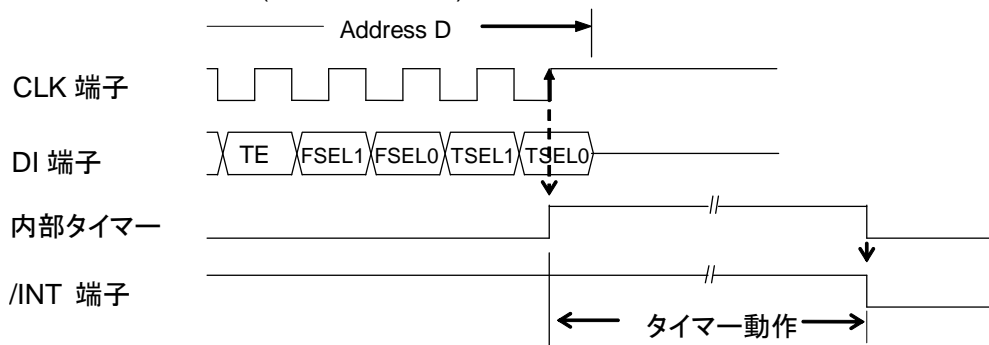 Address D
CLK 端子
DI 端子
TE FSEL1 FSEL0 TSEL1 TSEL0
内部タイマー
/INT 端子
タイマー動作